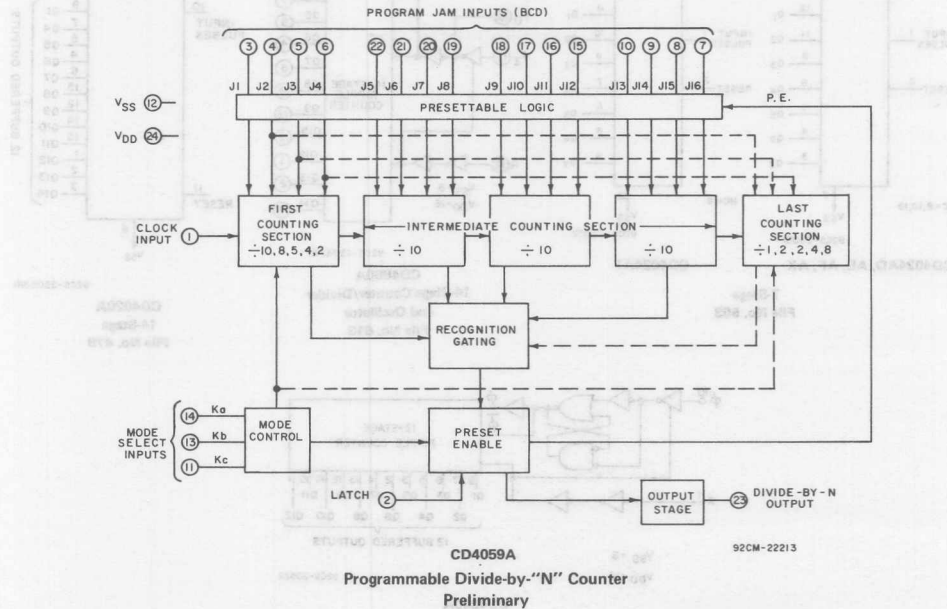 PROGRAM JAM INPUTS (BCD)
3 4 5 6 22 21 20 19 18 17 16 15 10 9 8 7
J1 J2 J3 J4 J5 J6 J7 J8 J9 J10 J11 J12 J13 J14 J15 J16
PRESETTABLE LOGIC
P.E.
VSS 12
VDD 24
CLOCK INPUT 1
FIRST COUNTING SECTION ÷10,8,5,4,2
INTERMEDIATE COUNTING SECTION
÷10 ÷10 ÷10
LAST COUNTING SECTION ÷1,2,2,4,8
RECOGNITION GATING
MODE SELECT INPUTS
14 Ka
13 Kb
11 Kc
MODE CONTROL
PRESET ENABLE
LATCH 2
OUTPUT STAGE
23 DIVIDE-BY-N OUTPUT
92CM-22213
CD4059A
Programmable Divide-by-"N" Counter
Preliminary